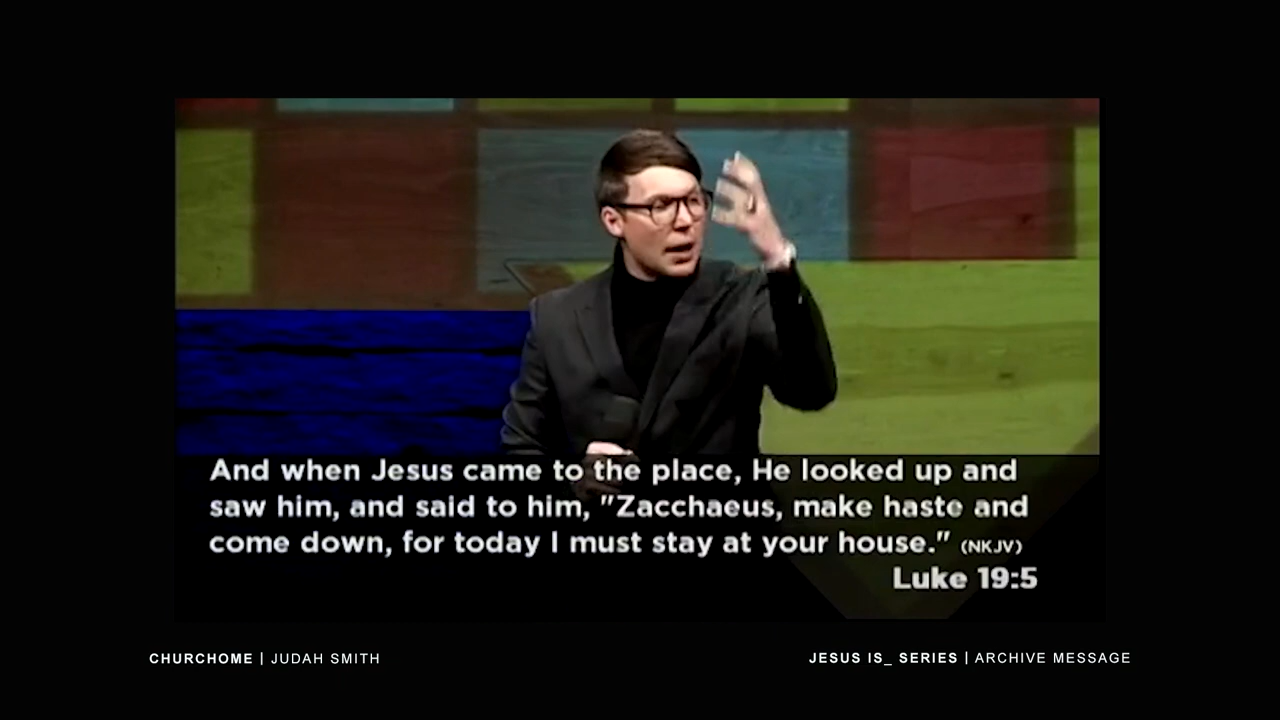 And when Jesus came to the place, He looked up and
saw him, and said to him, "Zacchaeus, make haste and
come down, for today I must stay at your house." (NKJV)
Luke 19:5
CHURCHOME | JUDAH SMITH
JESUS IS_ SERIES | ARCHIVE MESSAGE